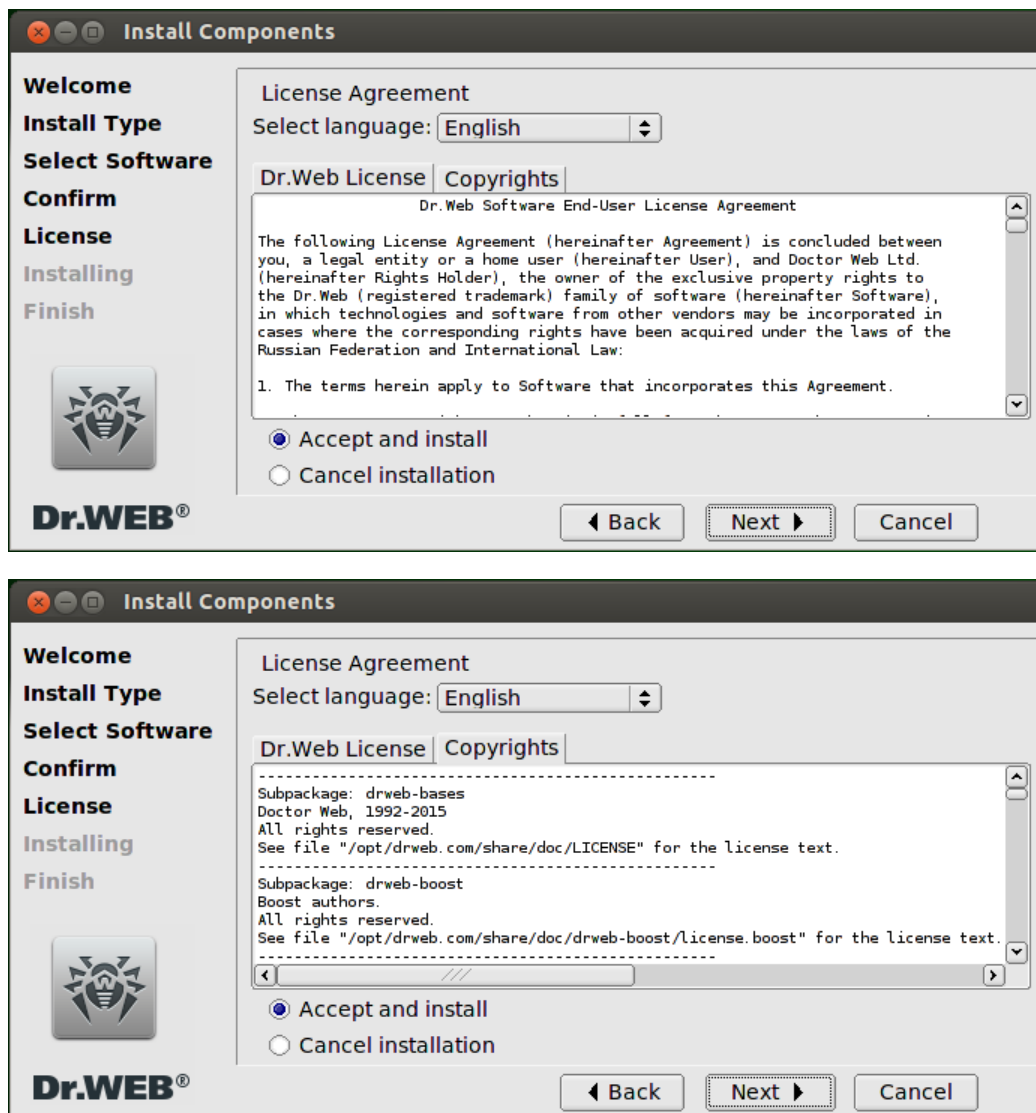 Install Components
Welcome
Install Type
Select Software
Confirm
License
Installing
Finish
Dr.WEB®
License Agreement
Select language: English
Dr.Web License Copyrights
Dr.Web Software End-User License Agreement
The following License Agreement (hereinafter Agreement) is concluded between
you, a legal entity or a home user (hereinafter User), and Doctor Web Ltd.
(hereinafter Rights Holder), the owner of the exclusive property rights to
the Dr.Web (registered trademark) family of software (hereinafter Software),
in which technologies and software from other vendors may be incorporated in
cases where the corresponding rights have been acquired under the laws of the
Russian Federation and International Law:
1. The terms herein apply to Software that incorporates this Agreement.
Accept and install
Cancel installation
Back Next Cancel
Install Components
Welcome
Install Type
Select Software
Confirm
License
Installing
Finish
Dr.WEB®
License Agreement
Select language: English
Dr.Web License Copyrights
----------------------------------------------------
Subpackage: drweb-bases
Doctor Web, 1992-2015
All rights reserved.
See file "/opt/drweb.com/share/doc/LICENSE" for the license text.
----------------------------------------------------
Subpackage: drweb-boost
Boost authors.
All rights reserved.
See file "/opt/drweb.com/share/doc/drweb-boost/license.boost" for the license text.
----------------------------------------------------
Accept and install
Cancel installation
Back Next Cancel